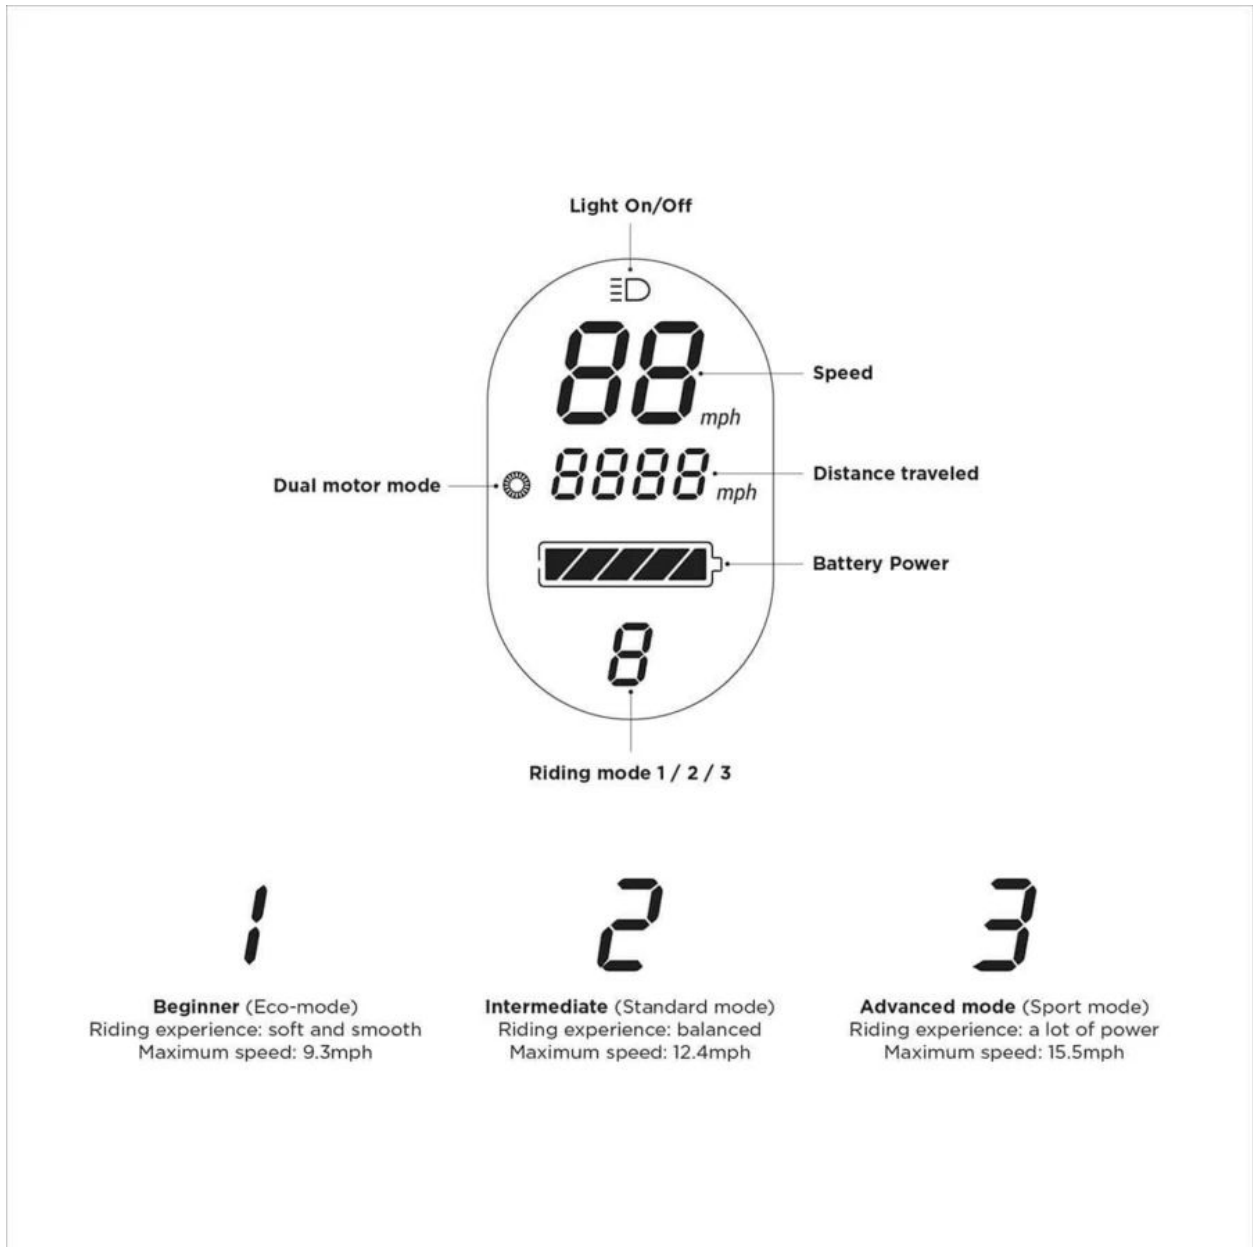 Light On/Off
88
mph
Speed
Dual motor mode
8888
mph
Distance traveled
Battery Power
8
Riding mode 1 / 2 / 3
1
2
3
Beginner (Eco-mode)
Riding experience: soft and smooth
Maximum speed: 9.3mph
Intermediate (Standard mode)
Riding experience: balanced
Maximum speed: 12.4mph
Advanced mode (Sport mode)
Riding experience: a lot of power
Maximum speed: 15.5mph